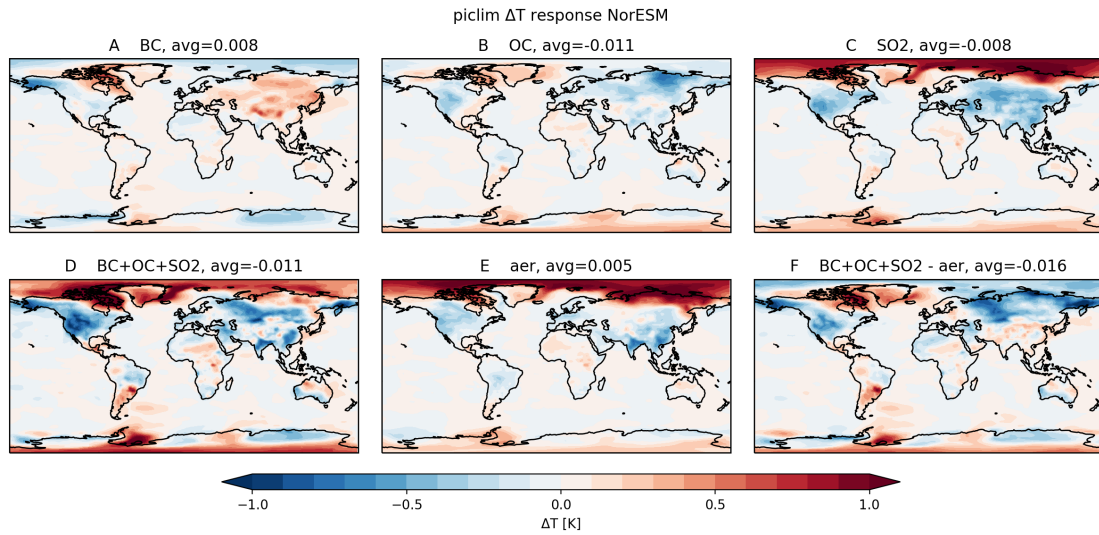 piclim ΔT response NorESM
A BC, avg=0.008
B OC, avg=-0.011
C SO2, avg=-0.008
D BC+OC+SO2, avg=-0.011
E aer, avg=0.005
F BC+OC+SO2 - aer, avg=-0.016
−1.0 −0.5 0.0 0.5 1.0
ΔT [K]